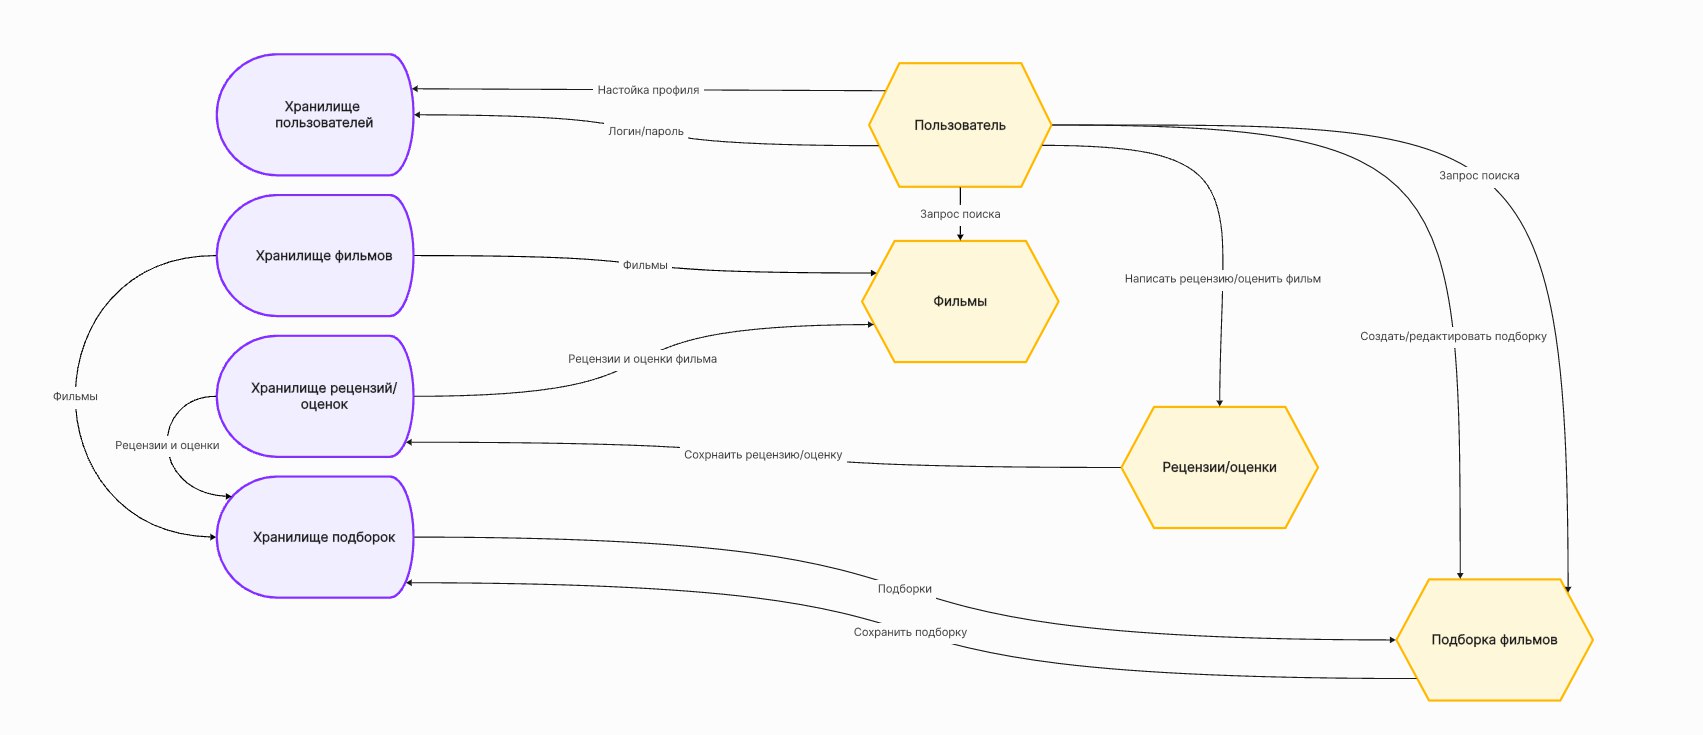 Хранилище
пользователей
Настойка профиля
Логин/пароль
Пользователь
Запрос поиска
Запрос поиска
Хранилище фильмов
Фильмы
Фильмы
Написать рецензию/оценить фильм
Создать/редактировать подборку
Рецензии и оценки фильма
Хранилище рецензий/
оценок
Фильмы
Рецензии и оценки
Сохрнаить рецензию/оценку
Рецензии/оценки
Хранилище подборок
Подборки
Сохранить подборку
Подборка фильмов